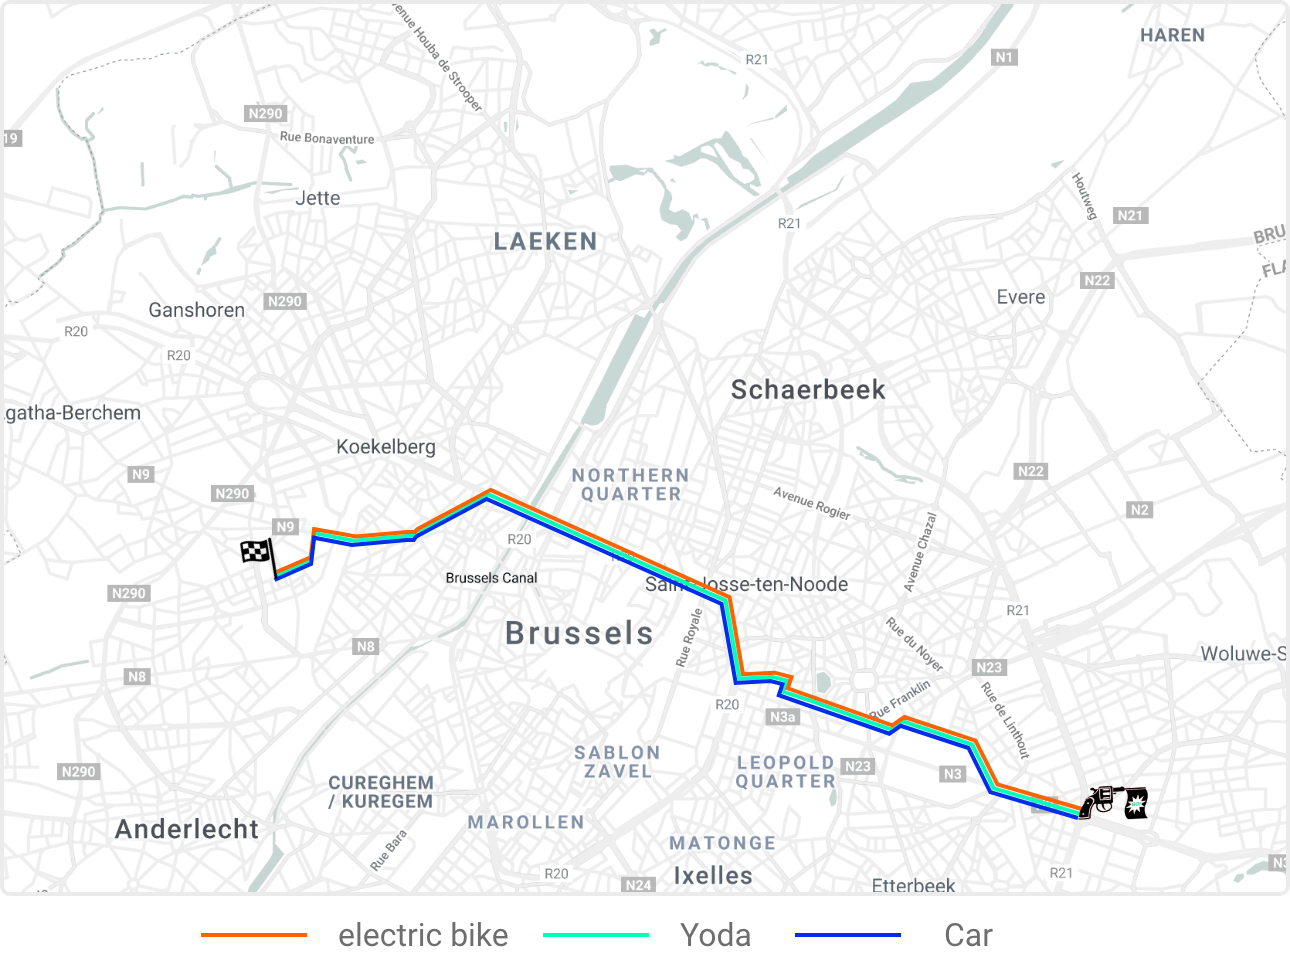 HAREN
N1
R21
Avenue Houba de Strooper
N290
19
Rue Bonaventure
Jette
Houtweg
N21
R21
BRU
LAEKEN
FLA
N22
Evere
N290
Ganshoren
R20
R20
Schaerbeek
gatha-Berchem
Koekelberg
N9
N290
NORTHERN
QUARTER
N22
Avenue Rogier
N2
N9
R20
Avenue Chazal
Brussels Canal
Saint-Josse-ten-Noode
N290
R21
Brussels
Rue Royale
Rue du Noyer
N8
Woluwe-S
N23
N8
Rue Franklin
Rue de Linthout
R20
N3a
SABLON
ZAVEL
LEOPOLD
QUARTER
N23
N3
N290
CUREGHEM
/ KUREGEM
Anderlecht
MAROLLEN
Rue Bara
MATONGE
R20
Ixelles
N24
Etterbeek
R21
N3
electric bike
Yoda
Car